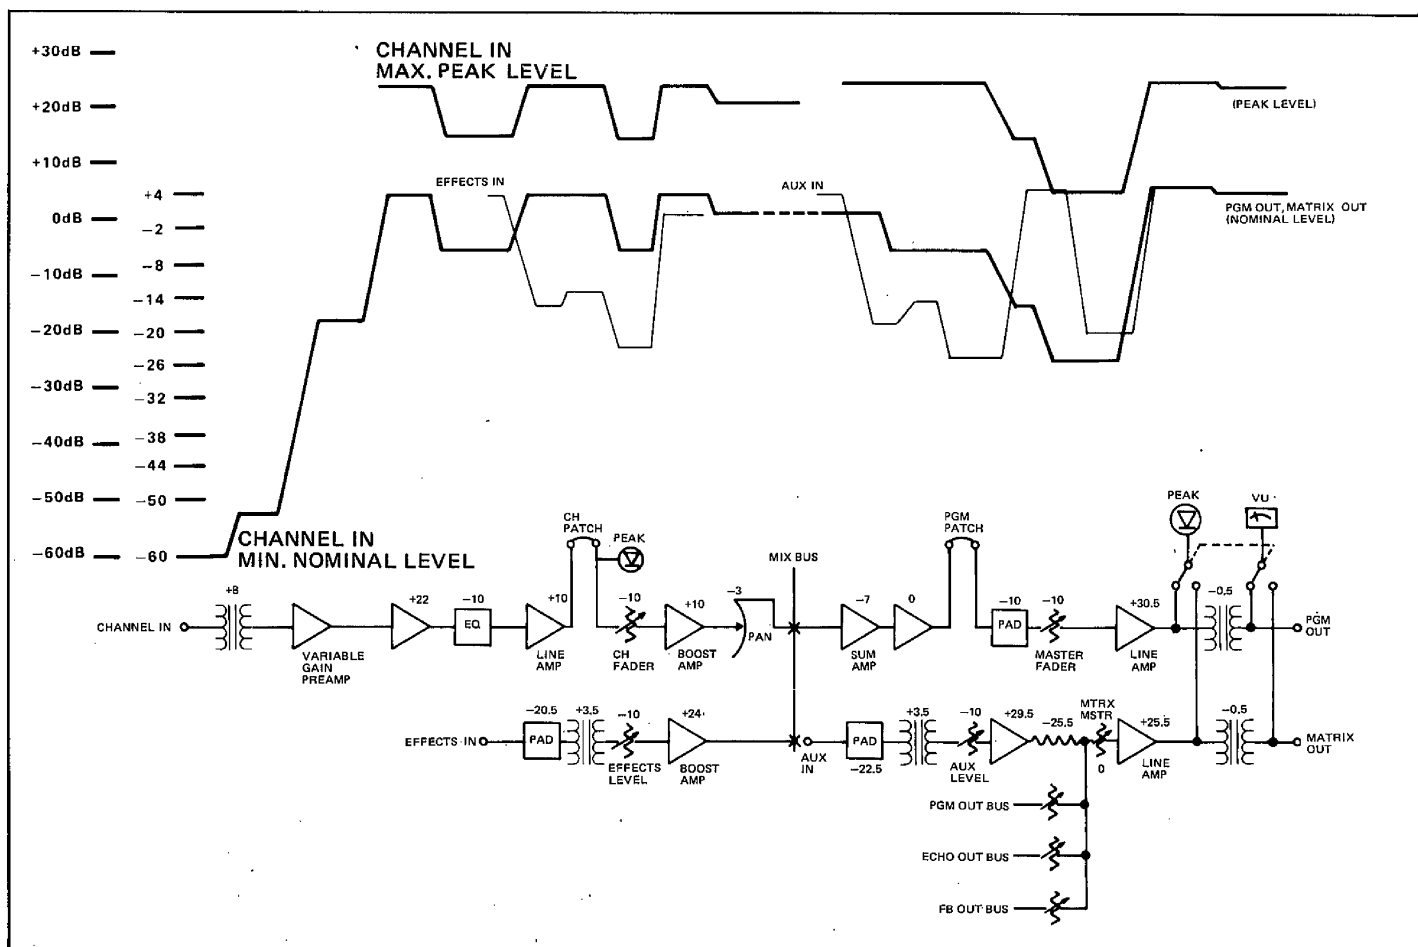 +30dB
+20dB
+10dB
0dB
−10dB
−20dB
−30dB
−40dB
−50dB
−60dB
+4
−2
−8
−14
−20
−26
−32
−38
−44
−50
−60
CHANNEL IN
MAX. PEAK LEVEL
(PEAK LEVEL)
EFFECTS IN
AUX IN
PGM OUT, MATRIX OUT
(NOMINAL LEVEL)
CHANNEL IN
MIN. NOMINAL LEVEL
CH
PATCH
PEAK
MIX BUS
PGM
PATCH
PEAK
VU
+8
+22
−10
+10
−10
+10
−3
−7
0
−10
−10
+30.5
−0.5
CHANNEL IN
EQ
PAN
PAD
PGM
OUT
VARIABLE
GAIN
PREAMP
LINE
AMP
CH
FADER
BOOST
AMP
SUM
AMP
MASTER
FADER
LINE
AMP
−20.5
+3.5
−10
+24
+3.5
−10
+29.5
−25.5
MTRX
MSTR
+25.5
−0.5
EFFECTS IN
PAD
PAD
MATRIX
OUT
EFFECTS
LEVEL
BOOST
AMP
AUX
IN
−22.5
AUX
LEVEL
0
LINE
AMP
PGM OUT BUS
ECHO OUT BUS
FB OUT BUS